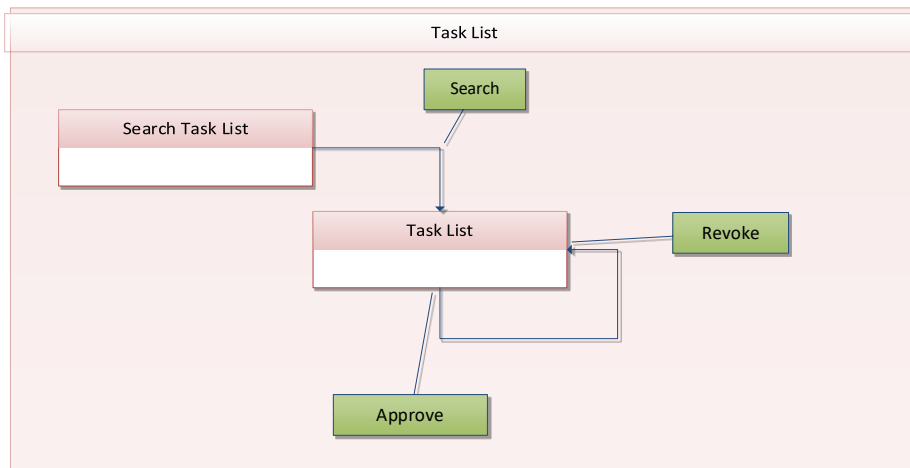 Task List
Search
Search Task List
Task List
Revoke
Approve